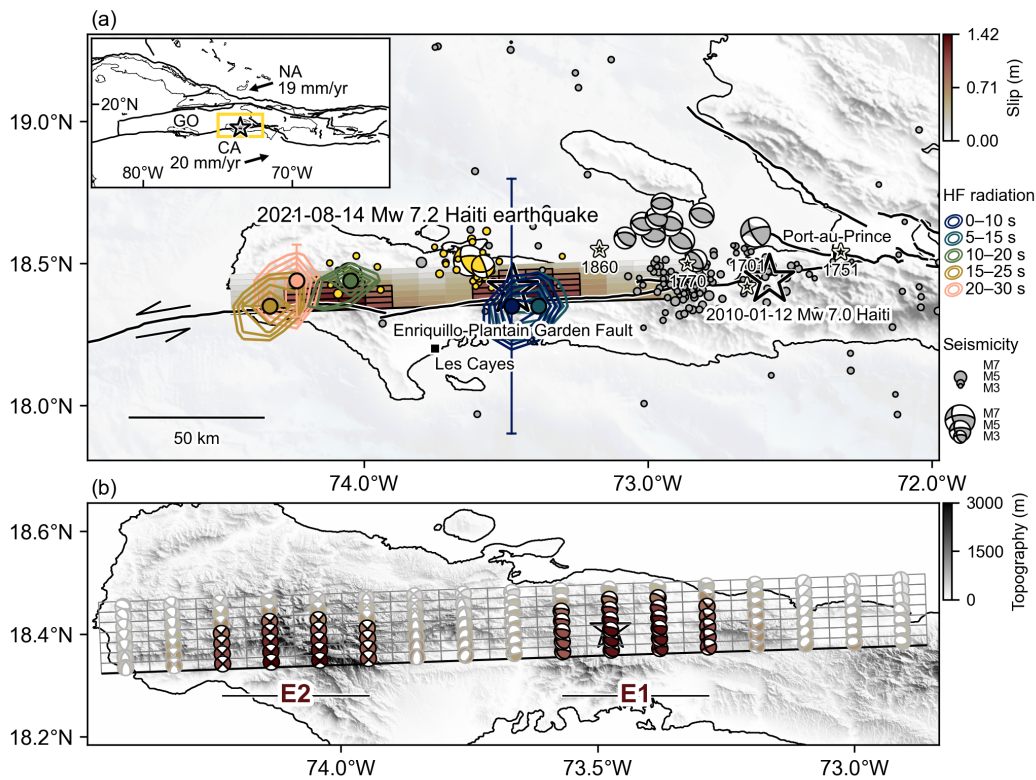 (a)
NA
19 mm/yr
20°N
GO
CA
20 mm/yr
80°W
70°W
19.0°N
18.5°N
18.0°N
2021-08-14 Mw 7.2 Haiti earthquake
Port-au-Prince
1860
1770
1701
1751
2010-01-12 Mw 7.0 Haiti
Enriquillo-Plantain Garden Fault
Les Cayes
50 km
74.0°W
73.0°W
72.0°W
1.42
0.71
0.00
Slip (m)
HF radiation
0–10 s
5–15 s
10–20 s
15–25 s
20–30 s
Seismicity
M7
M5
M3
M7
M5
M3
(b)
18.6°N
18.4°N
18.2°N
E2
E1
74.0°W
73.5°W
73.0°W
3000
1500
0
Topography (m)